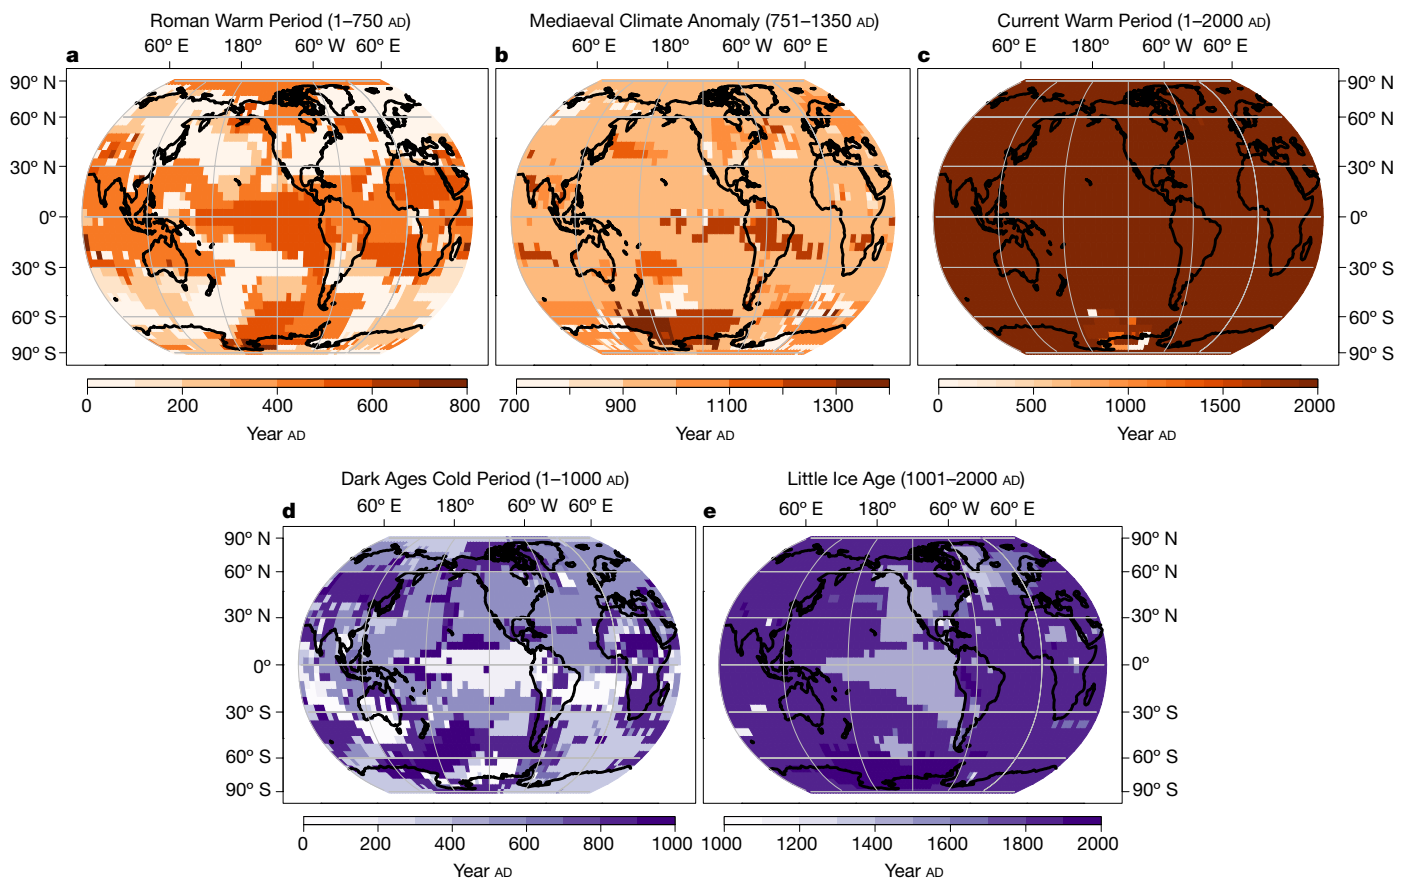 Roman Warm Period (1–750 AD)
a
60° E 180° 60° W 60° E
90° N
60° N
30° N
0°
30° S
60° S
90° S
0 200 400 600 800
Year AD
Mediaeval Climate Anomaly (751–1350 AD)
b
60° E 180° 60° W 60° E
700 900 1100 1300
Year AD
Current Warm Period (1–2000 AD)
c
60° E 180° 60° W 60° E
90° N
60° N
30° N
0°
30° S
60° S
90° S
0 500 1000 1500 2000
Year AD
Dark Ages Cold Period (1–1000 AD)
d
60° E 180° 60° W 60° E
90° N
60° N
30° N
0°
30° S
60° S
90° S
0 200 400 600 800 1000
Year AD
Little Ice Age (1001–2000 AD)
e
60° E 180° 60° W 60° E
90° N
60° N
30° N
0°
30° S
60° S
90° S
1000 1200 1400 1600 1800 2000
Year AD